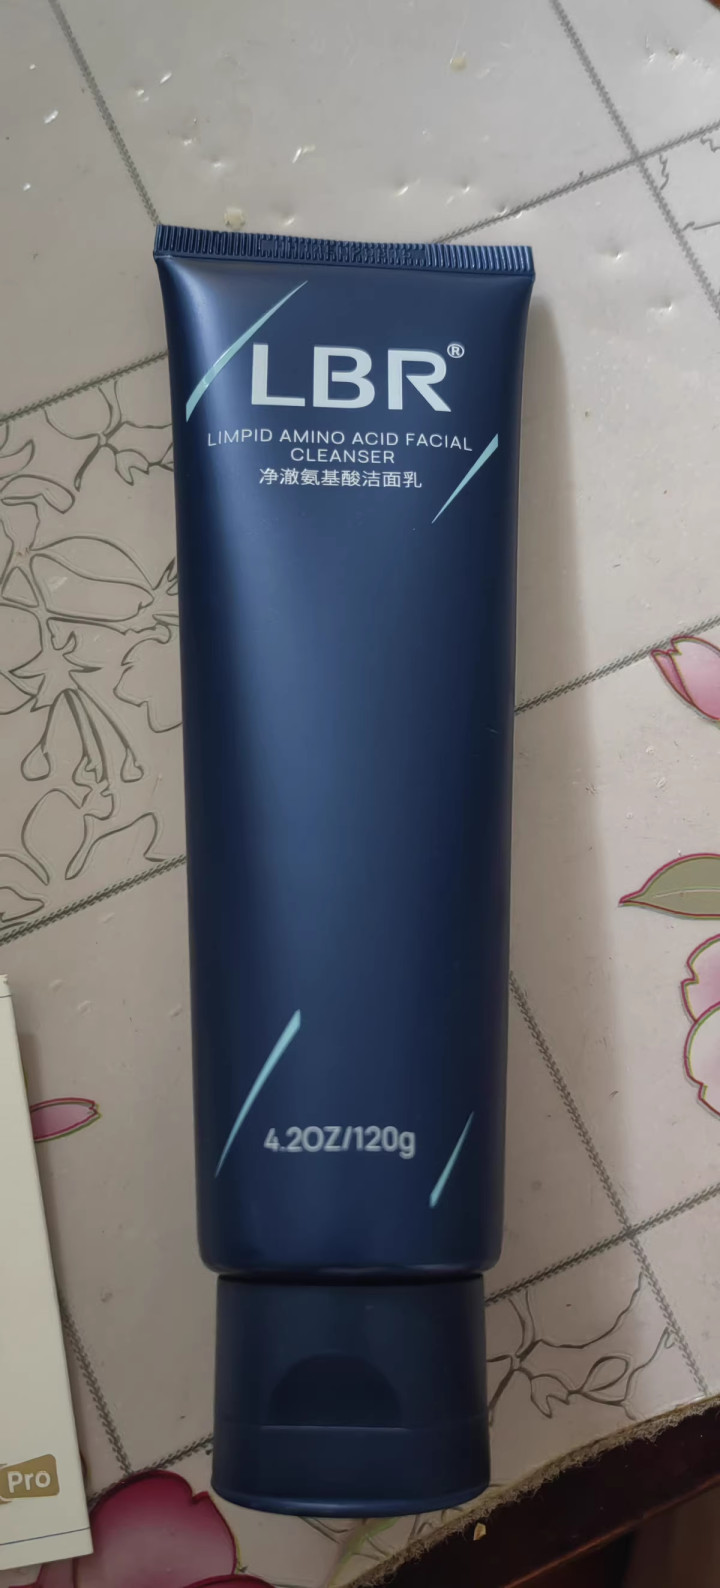 LBR®
LIMPID AMINO ACID FACIAL
CLEANSER
净澈氨基酸洁面乳
4.2OZ/120g
Pro